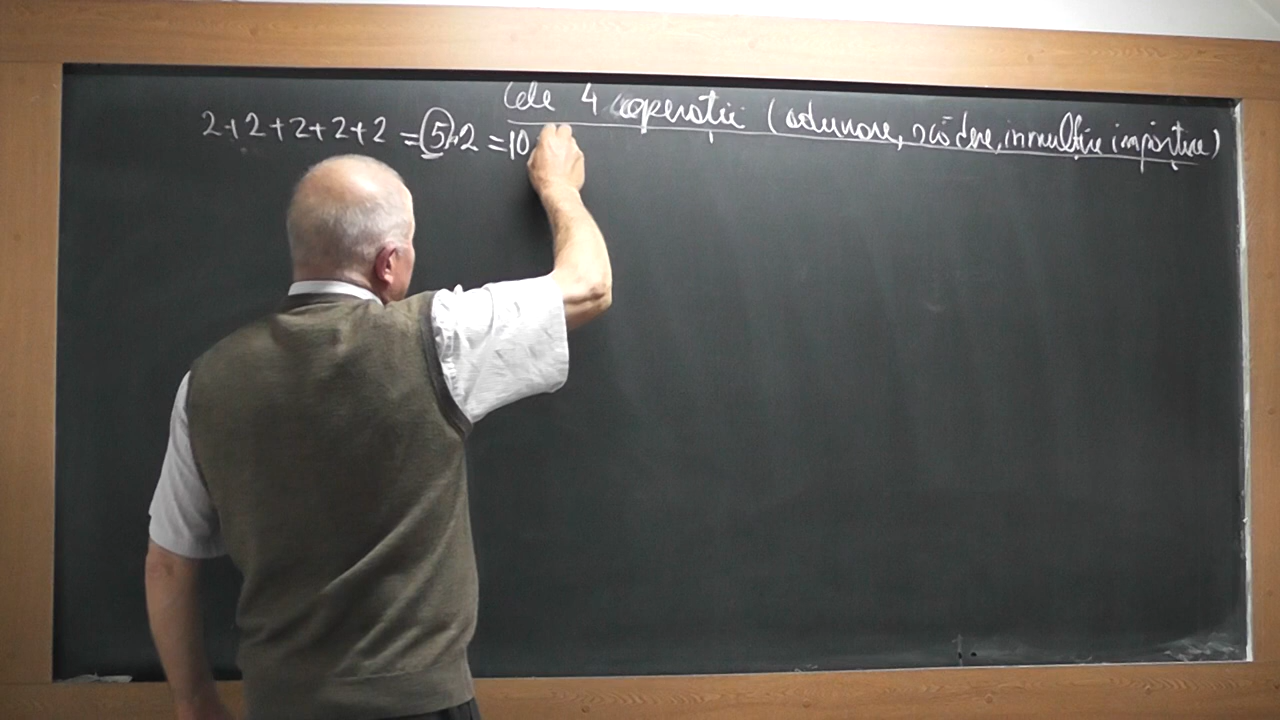 Cele 4 operații (adunare, scădere, înmulțire împărțire)
2+2+2+2+2 = 5·2 = 10